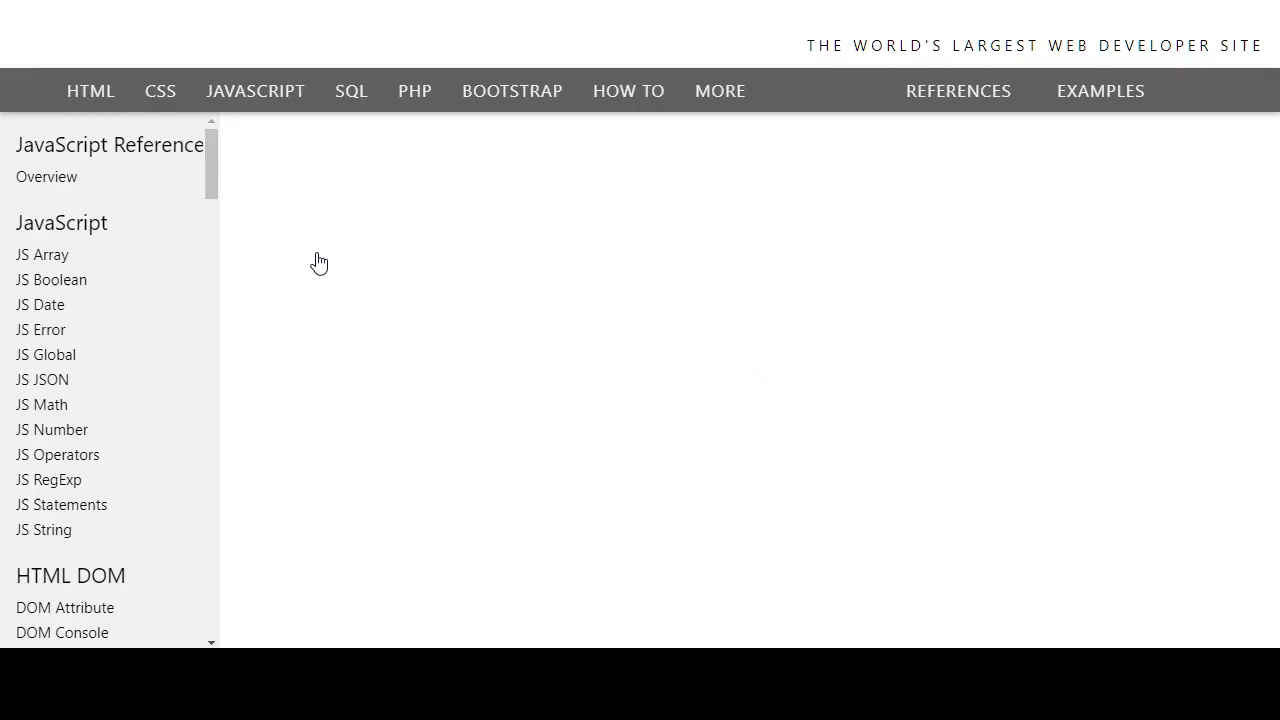 THE WORLD'S LARGEST WEB DEVELOPER SITE
HTML CSS JAVASCRIPT SQL PHP BOOTSTRAP HOW TO MORE REFERENCES EXAMPLES
JavaScript Reference
Overview
JavaScript
JS Array
JS Boolean
JS Date
JS Error
JS Global
JS JSON
JS Math
JS Number
JS Operators
JS RegExp
JS Statements
JS String
HTML DOM
DOM Attribute
DOM Console